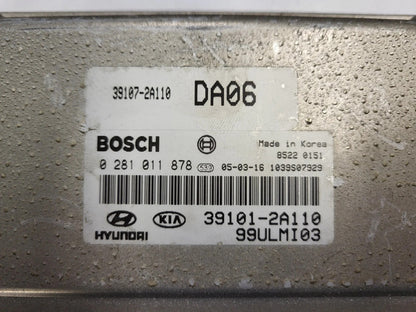 39107-2A110 DA06
BOSCH Made in Korea
8522 0151
0 281 011 878 537 05-03-16 1039S07929
HYUNDAI KIA 39101-2A110
99ULMI03